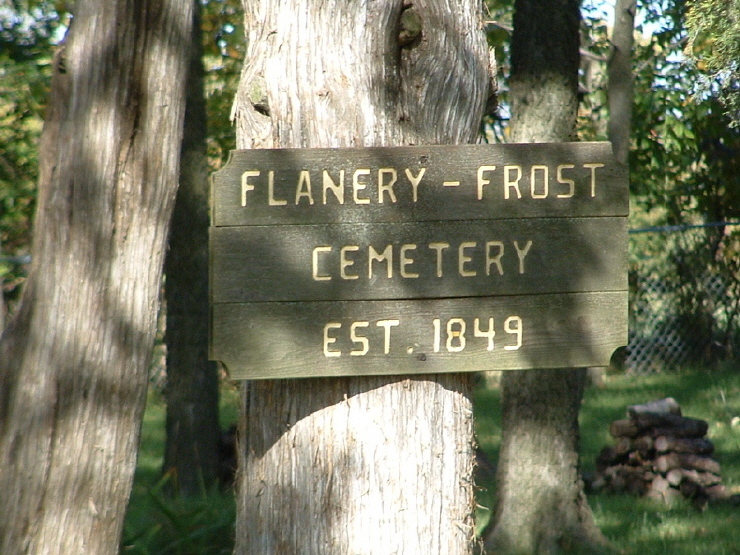 FLANERY - FROST
CEMETERY
EST. 1849